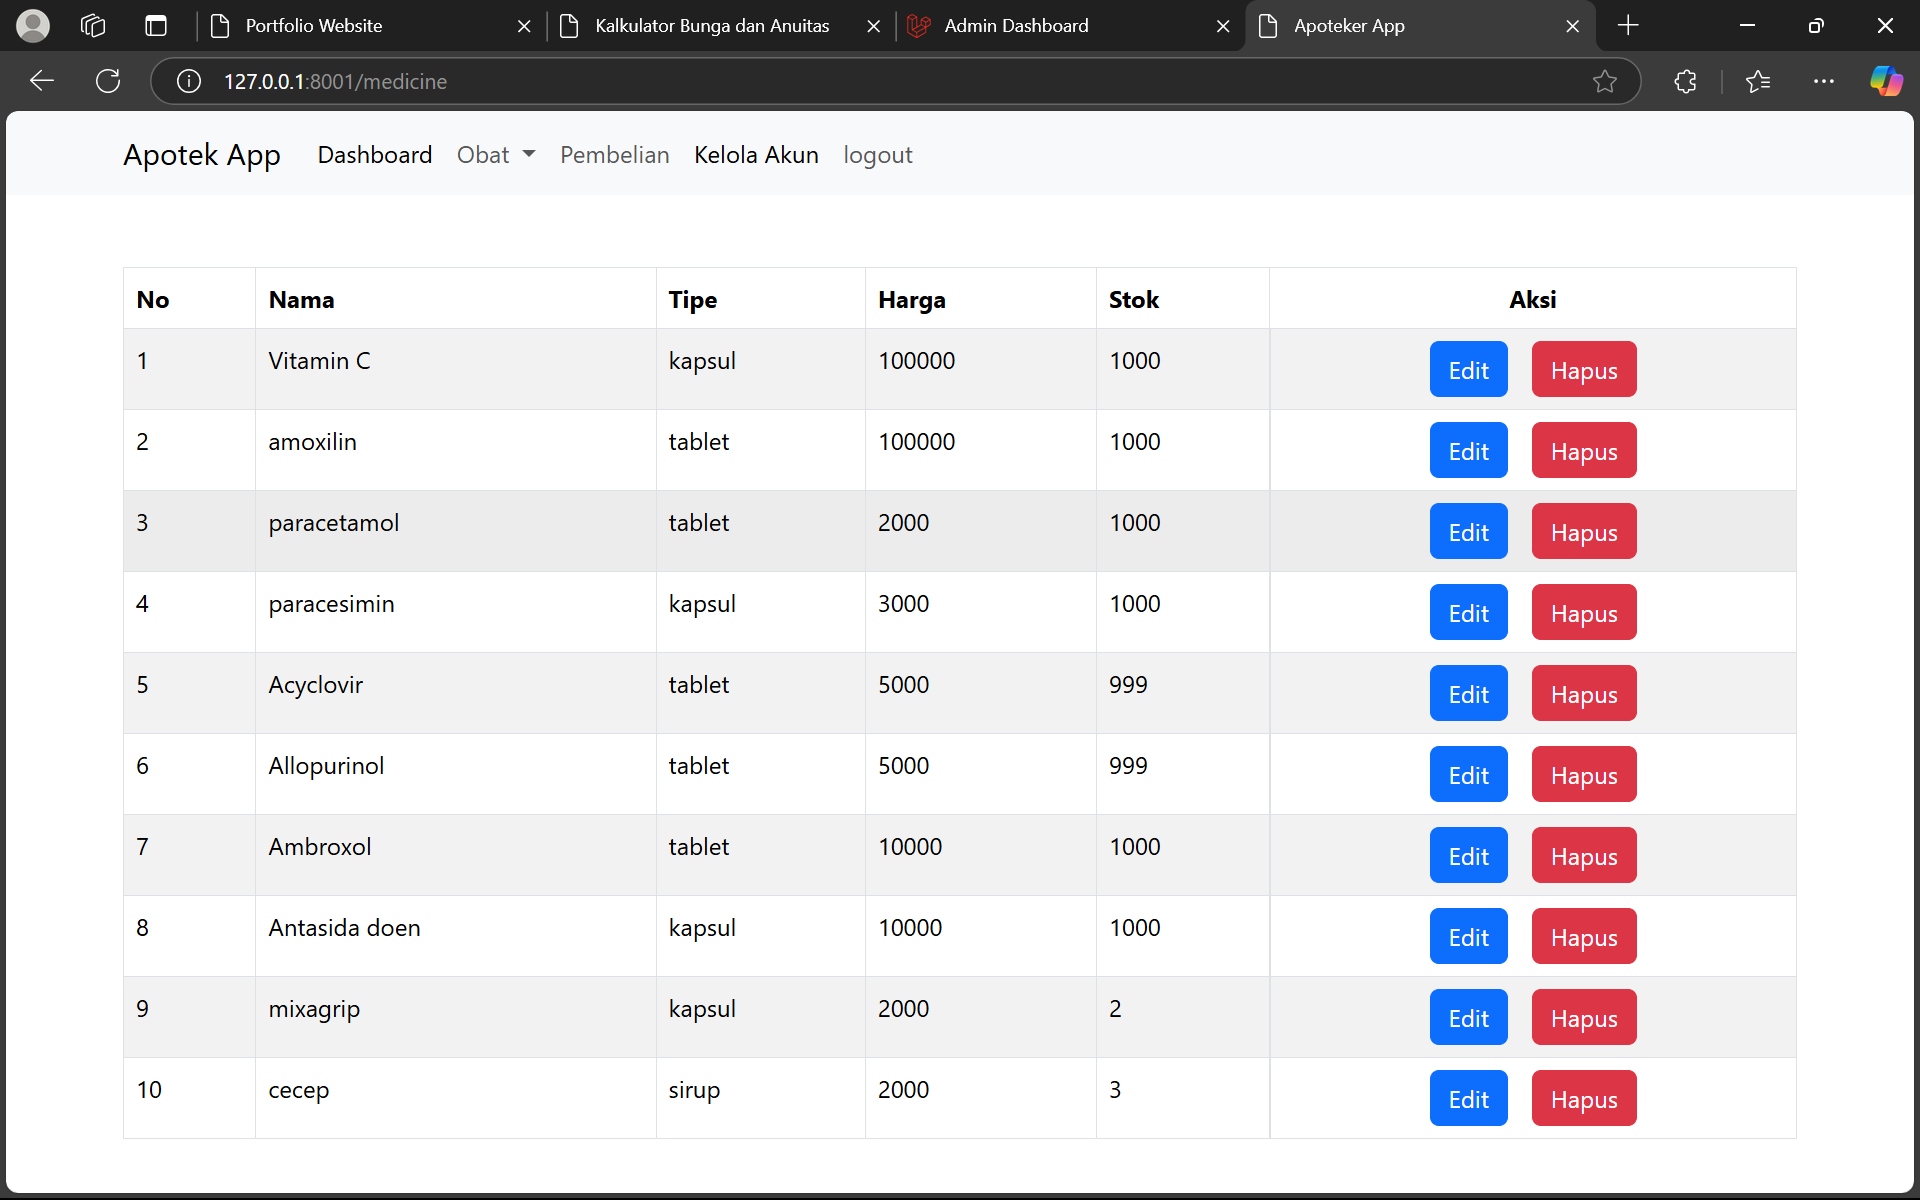 Portfolio Website Kalkulator Bunga dan Anuitas Admin Dashboard Apoteker App
127.0.0.1:8001/medicine
Apotek App Dashboard Obat Pembelian Kelola Akun logout
No Nama Tipe Harga Stok Aksi
1 Vitamin C kapsul 100000 1000 Edit Hapus
2 amoxilin tablet 100000 1000 Edit Hapus
3 paracetamol tablet 2000 1000 Edit Hapus
4 paracesimin kapsul 3000 1000 Edit Hapus
5 Acyclovir tablet 5000 999 Edit Hapus
6 Allopurinol tablet 5000 999 Edit Hapus
7 Ambroxol tablet 10000 1000 Edit Hapus
8 Antasida doen kapsul 10000 1000 Edit Hapus
9 mixagrip kapsul 2000 2 Edit Hapus
10 cecep sirup 2000 3 Edit Hapus